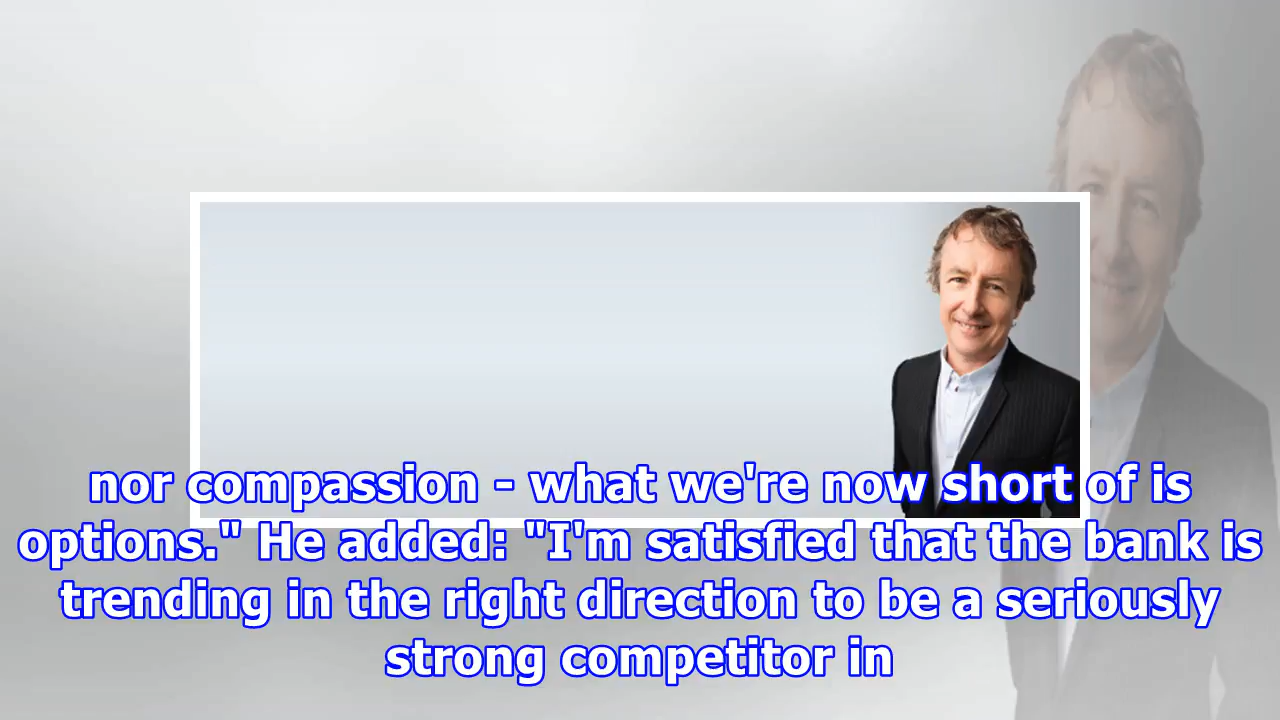 nor compassion - what we're now short of is
options." He added: "I'm satisfied that the bank is
trending in the right direction to be a seriously
strong competitor in